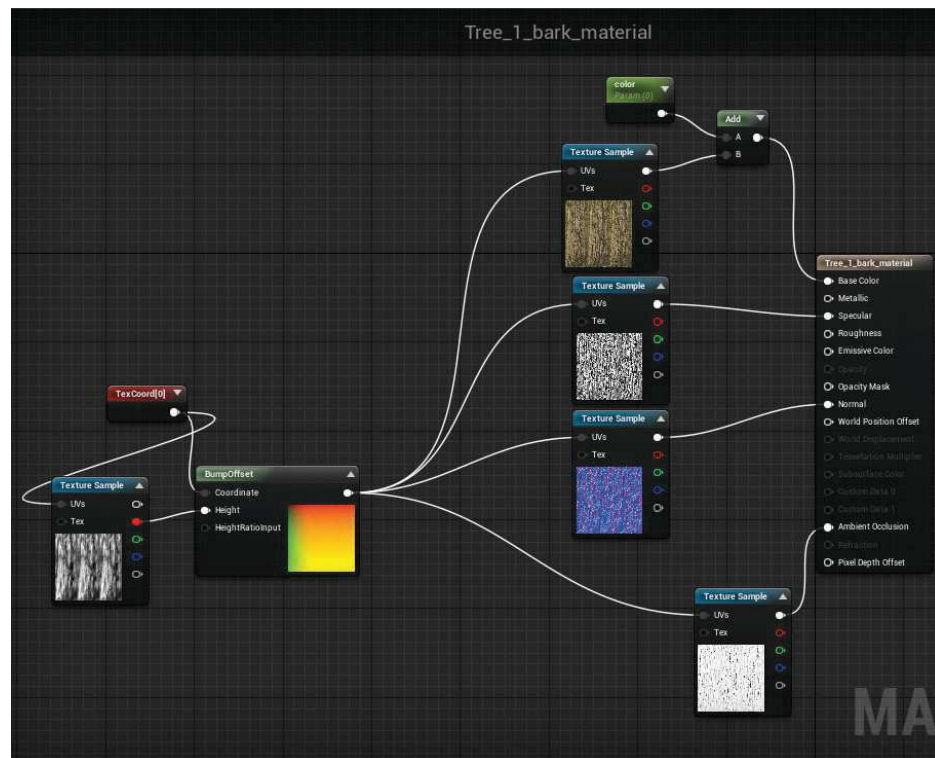 Tree_1_bark_material
color
Param (0)
Add
A
B
Texture Sample
UVs
Tex
Tree_1_bark_material
Base Color
Metallic
Specular
Roughness
Emissive Color
Opacity
Opacity Mask
Normal
World Position Offset
World Displacement
Tessellation Multiplier
Subsurface Color
Custom Data 0
Custom Data 1
Ambient Occlusion
Refraction
Pixel Depth Offset
Texture Sample
UVs
Tex
TexCoord[0]
Texture Sample
UVs
Tex
BumpOffset
Coordinate
Height
HeightRatioInput
Texture Sample
UVs
Tex
Texture Sample
UVs
Tex
MA